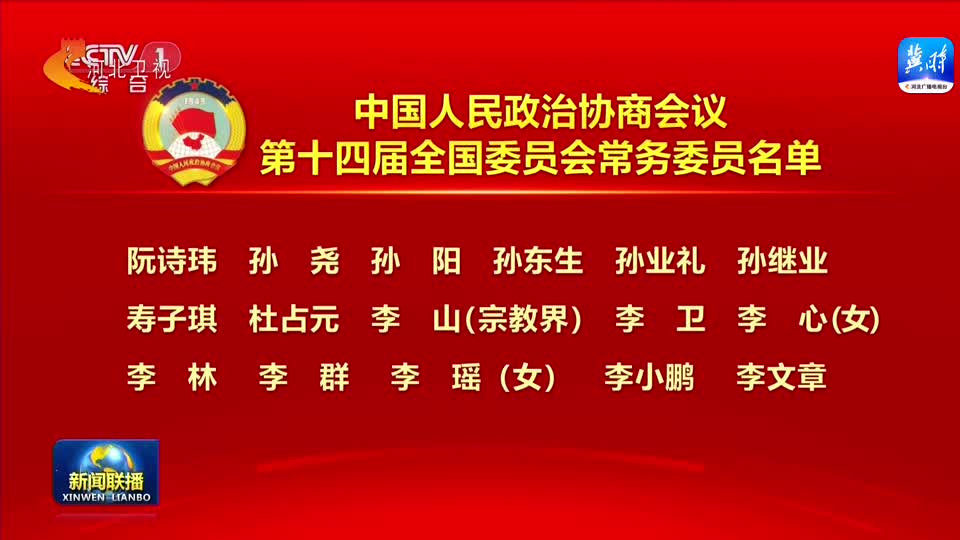 CCTV 1
河北卫视
综合
冀时
河北广播电视台
1949
中国人民政治协商会议
中国人民政治协商会议
第十四届全国委员会常务委员名单
阮诗玮 孙 尧 孙 阳 孙东生 孙业礼 孙继业
寿子琪 杜占元 李 山(宗教界) 李 卫 李 心(女)
李 林 李 群 李 瑶(女) 李小鹏 李文章
新闻联播
XINWEN LIANBO